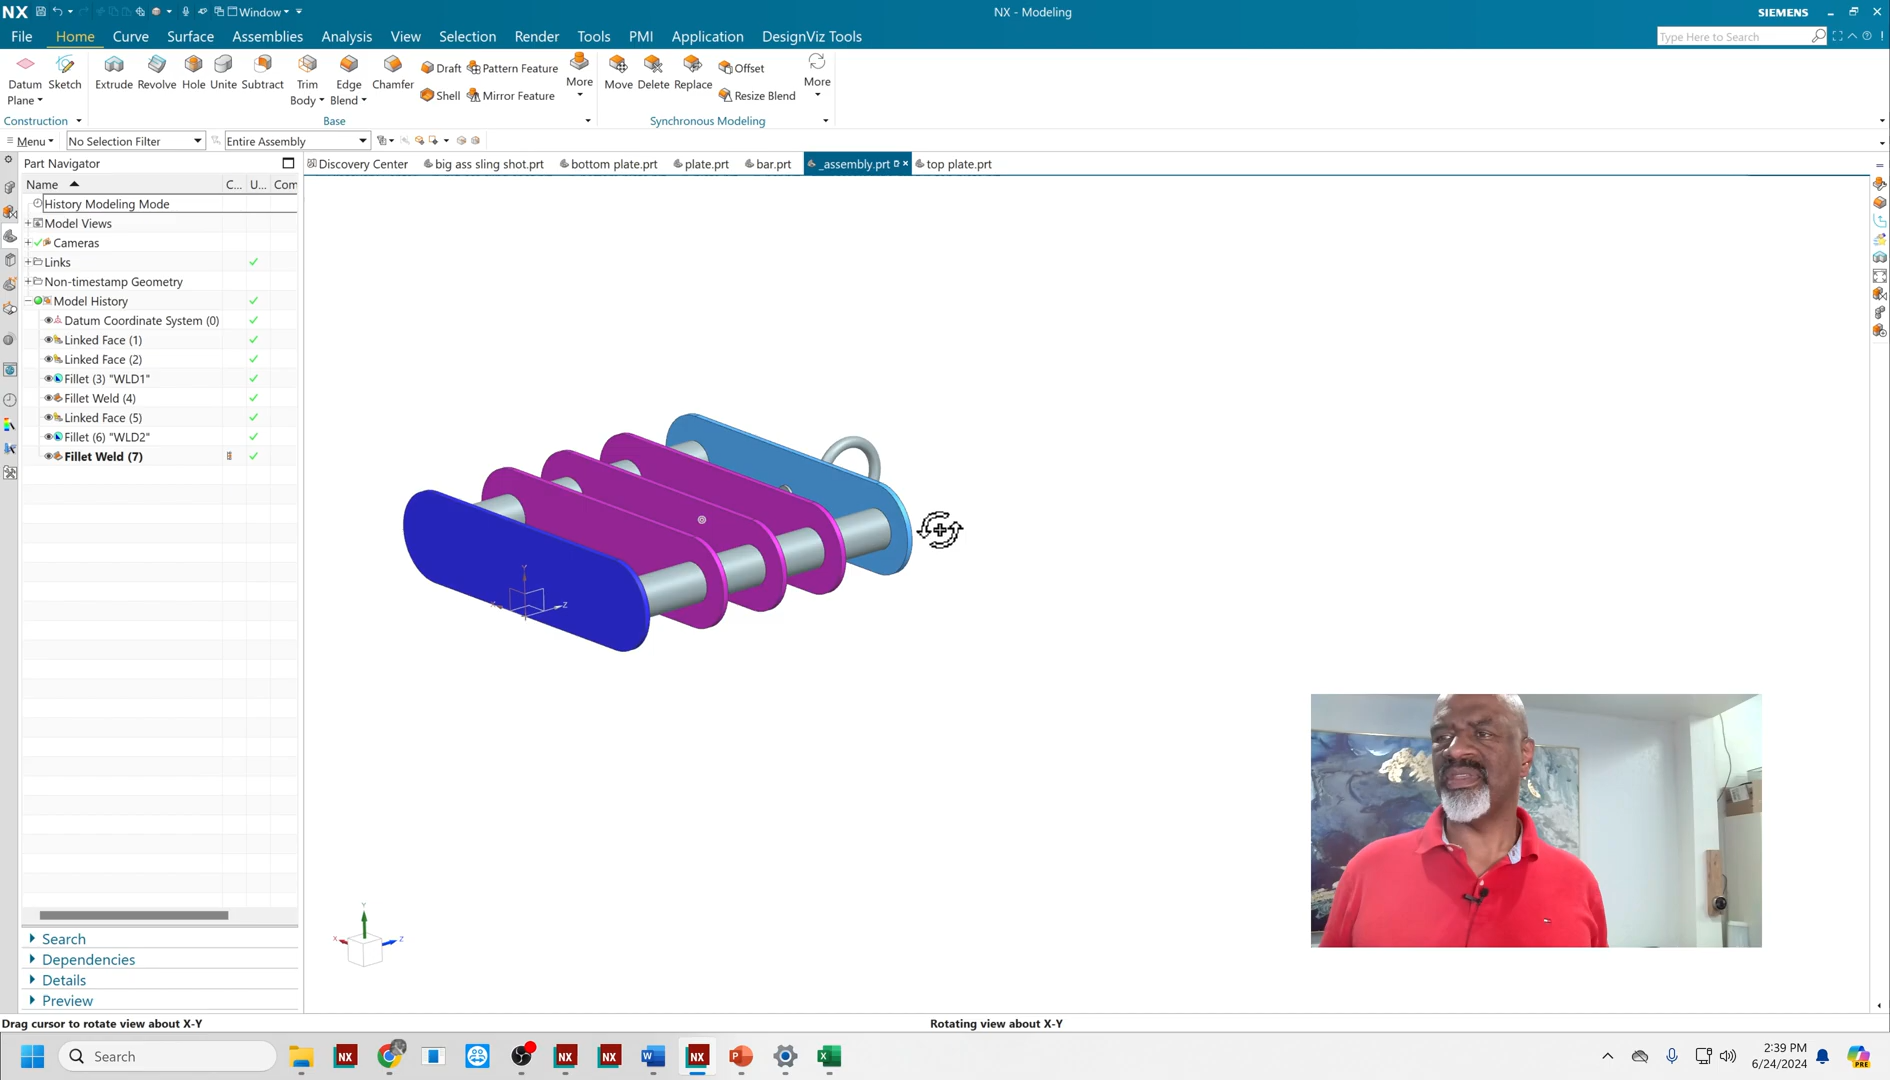 NX Window NX - Modeling SIEMENS
File Home Curve Surface Assemblies Analysis View Selection Render Tools PMI Application DesignViz Tools Type Here to Search
Datum Plane Sketch Extrude Revolve Hole Unite Subtract Trim Body Edge Blend Chamfer Draft Pattern Feature More Move Delete Replace Offset More
Shell Mirror Feature Resize Blend
Construction Base Synchronous Modeling
Menu No Selection Filter Entire Assembly
Part Navigator Discovery Center big ass sling shot.prt bottom plate.prt plate.prt bar.prt _assembly.prt top plate.prt
Name C... U... Com
History Modeling Mode
Model Views
Cameras
Links
Non-timestamp Geometry
Model History
Datum Coordinate System (0)
Linked Face (1)
Linked Face (2)
Fillet (3) "WLD1"
Fillet Weld (4)
Linked Face (5)
Fillet (6) "WLD2"
Fillet Weld (7)
Y
X Z
Y
X Z
Search
Dependencies
Details
Preview
Drag cursor to rotate view about X-Y Rotating view about X-Y
Search NX NX NX W NX P X 2:39 PM
6/24/2024 PRE